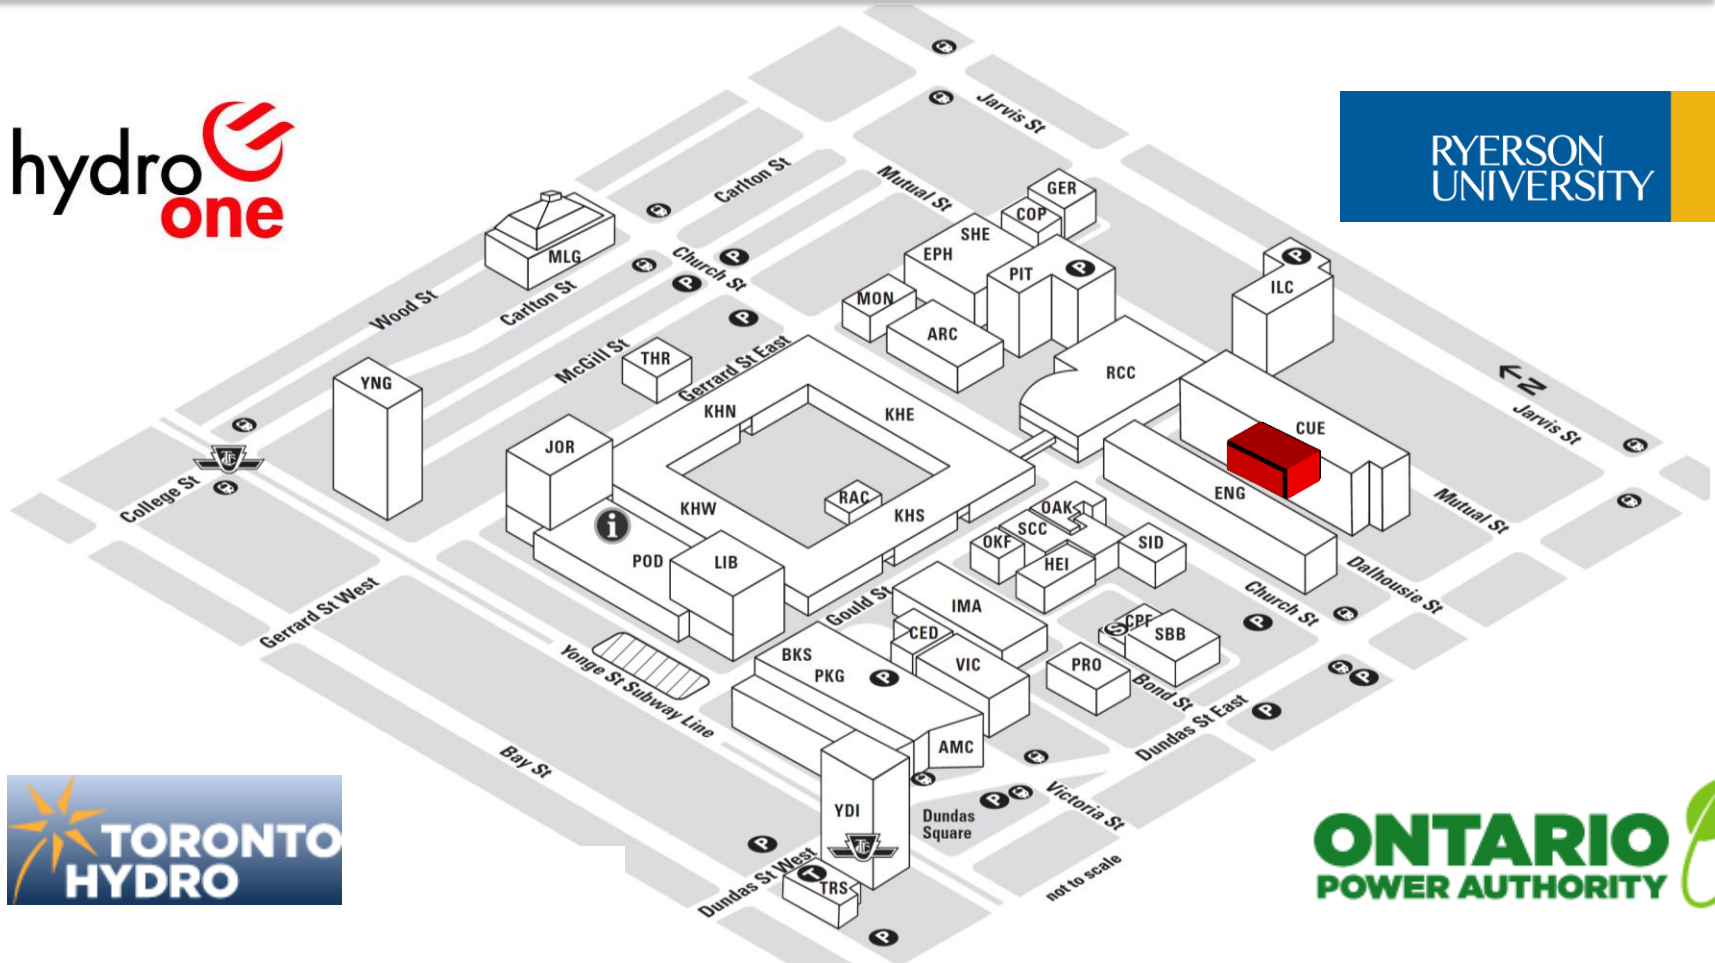 hydro
one
RYERSON
UNIVERSITY
Jarvis St
Carlton St
Mutual St
GER
COP
SHE
EPH
PIT
P
MLG
Church St
P
P
P
ILC
Wood St
Carlton St
MON
ARC
P
McGill St
THR
Gerrard St East
RCC
N
Jarvis St
YNG
KHN
KHE
CUE
JOR
College St
RAC
ENG
Mutual St
KHW
KHS
OAK
SCC
OKF
SID
i
POD
LIB
HEI
Dalhousie St
Gerrard St West
Gould St
IMA
Church St
P
CED
S
CPF
SBB
BKS
PKG
P
VIC
PRO
P
Yonge St Subway Line
Bond St
Dundas St East
P
AMC
Bay St
YDI
P
Victoria St
Dundas
Square
TORONTO
HYDRO
P
Dundas St West
T
TRS
not to scale
P
ONTARIO
POWER AUTHORITY